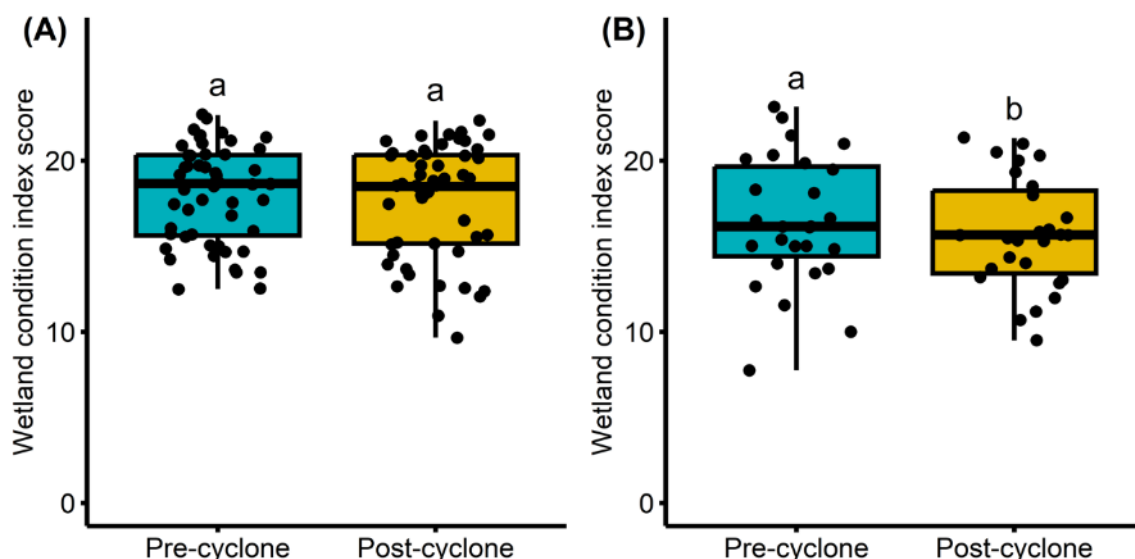 (A)
Wetland condition index score
20
10
0
a
a
Pre-cyclone
Post-cyclone
(B)
Wetland condition index score
20
10
0
a
b
Pre-cyclone
Post-cyclone